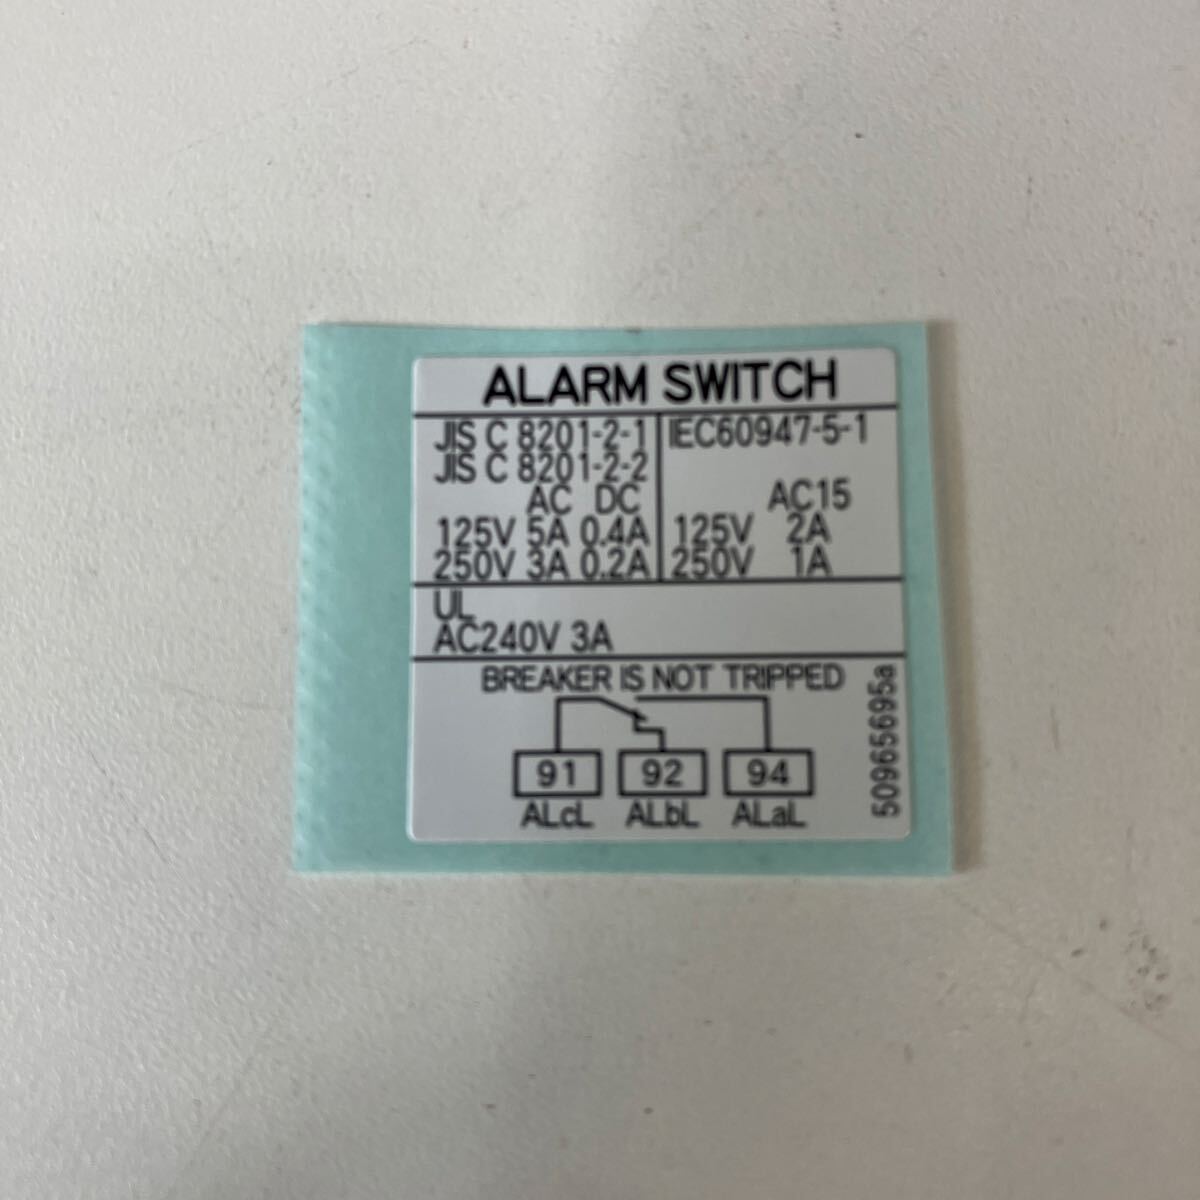 ALARM SWITCH
JIS C 8201-2-1
JIS C 8201-2-2
AC DC
125V 5A 0.4A
250V 3A 0.2A
IEC60947-5-1
AC15
125V 2A
250V 1A
UL
AC240V 3A
BREAKER IS NOT TRIPPED
91 92 94
ALcL ALbL ALaL
50965695a